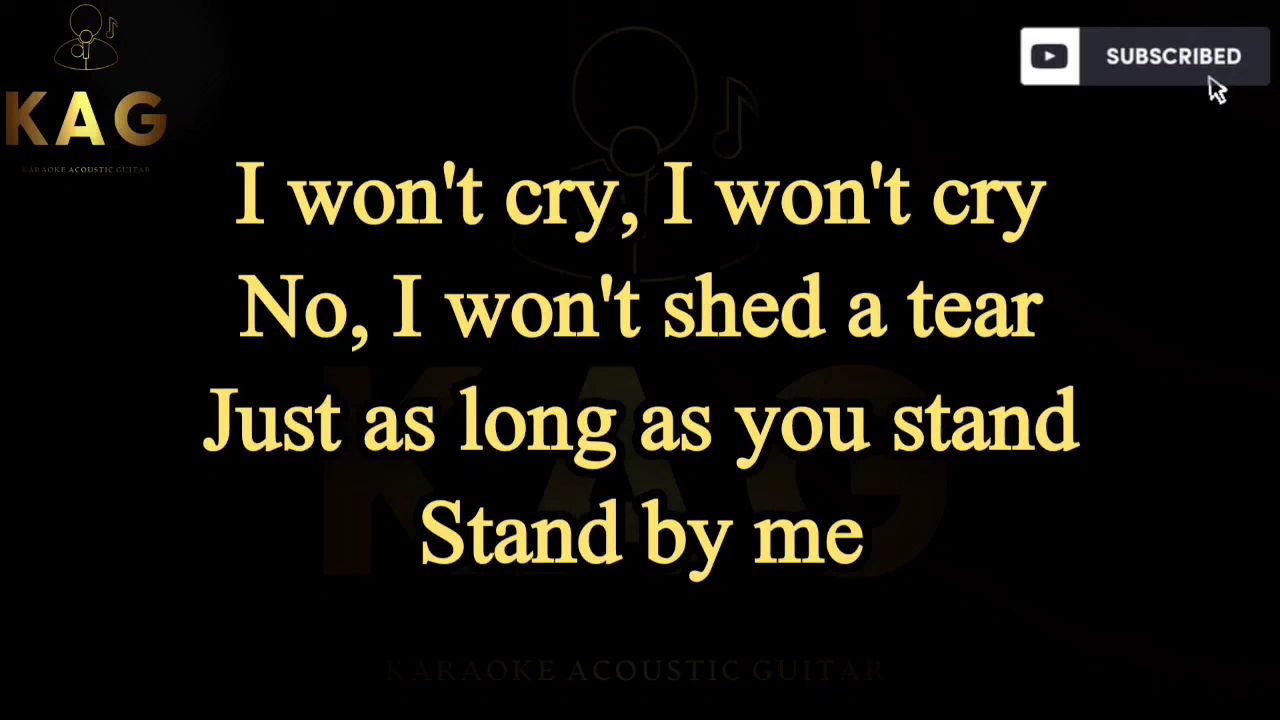 KAG
KARAOKE ACOUSTIC GUITAR
SUBSCRIBED
I won't cry, I won't cry
No, I won't shed a tear
Just as long as you stand
Stand by me
KAG
KARAOKE ACOUSTIC GUITAR